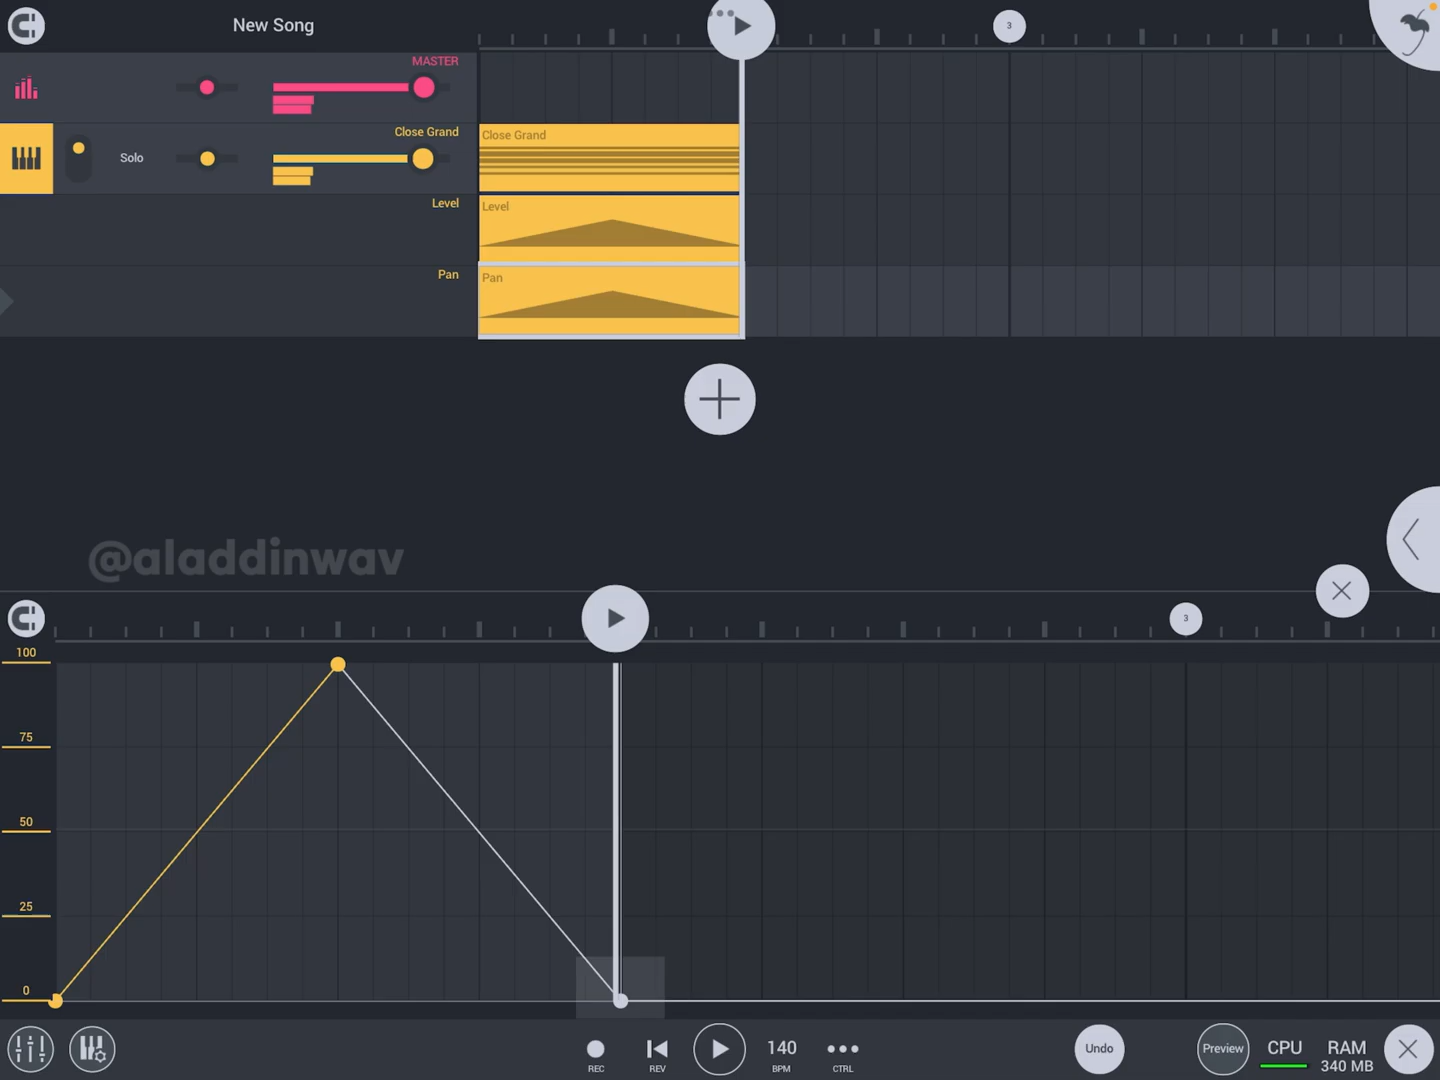 New Song
3
MASTER
Close Grand
Solo
Close Grand
Level
Level
Pan
Pan
@aladdinwav
3
100
75
50
25
0
REC
REV
140
BPM
CTRL
Undo
Preview
CPU
RAM
340 MB